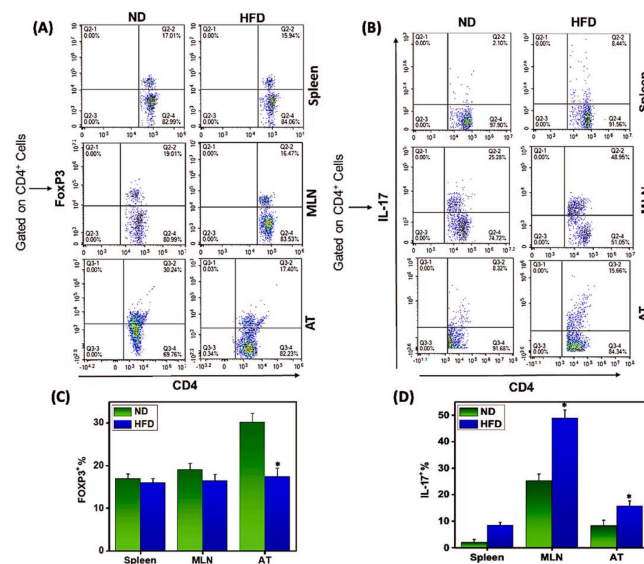 (A) ND HFD
Q2-1 0.00% Q2-2 17.01% Q2-3 0.00% Q2-4 82.99%
Q2-1 0.00% Q2-2 15.94% Q2-3 0.00% Q2-4 84.06%
Spleen
Q2-1 0.00% Q2-2 19.01% Q2-3 0.00% Q2-4 80.99%
Q2-1 0.00% Q2-2 16.47% Q2-3 0.00% Q2-4 83.53%
MLN
Q3-1 0.00% Q3-2 30.24% Q3-3 0.00% Q3-4 69.76%
Q3-1 0.03% Q3-2 17.40% Q3-3 0.34% Q3-4 82.23%
AT
Gated on CD4+ Cells
FoxP3
CD4
(B) ND HFD
Q2-1 0.00% Q2-2 2.10% Q2-3 0.00% Q2-4 97.90%
Q2-1 0.00% Q2-2 8.44% Q2-3 0.00% Q2-4 91.56%
Spleen
Q2-1 0.00% Q2-2 25.28% Q2-3 0.00% Q2-4 74.72%
Q2-1 0.00% Q2-2 48.95% Q2-3 0.00% Q2-4 51.05%
Q3-1 0.00% Q3-2 8.32% Q3-3 0.00% Q3-4 91.68%
Q3-1 0.00% Q3-2 15.66% Q3-3 0.00% Q3-4 84.34%
AT
Gated on CD4+ Cells
IL-17
CD4
(C)
ND
HFD
FOXP3+%
30
20
10
0
*
Spleen MLN AT
(D)
ND
HFD
IL-17+%
50
40
30
20
10
0
*
*
Spleen MLN AT